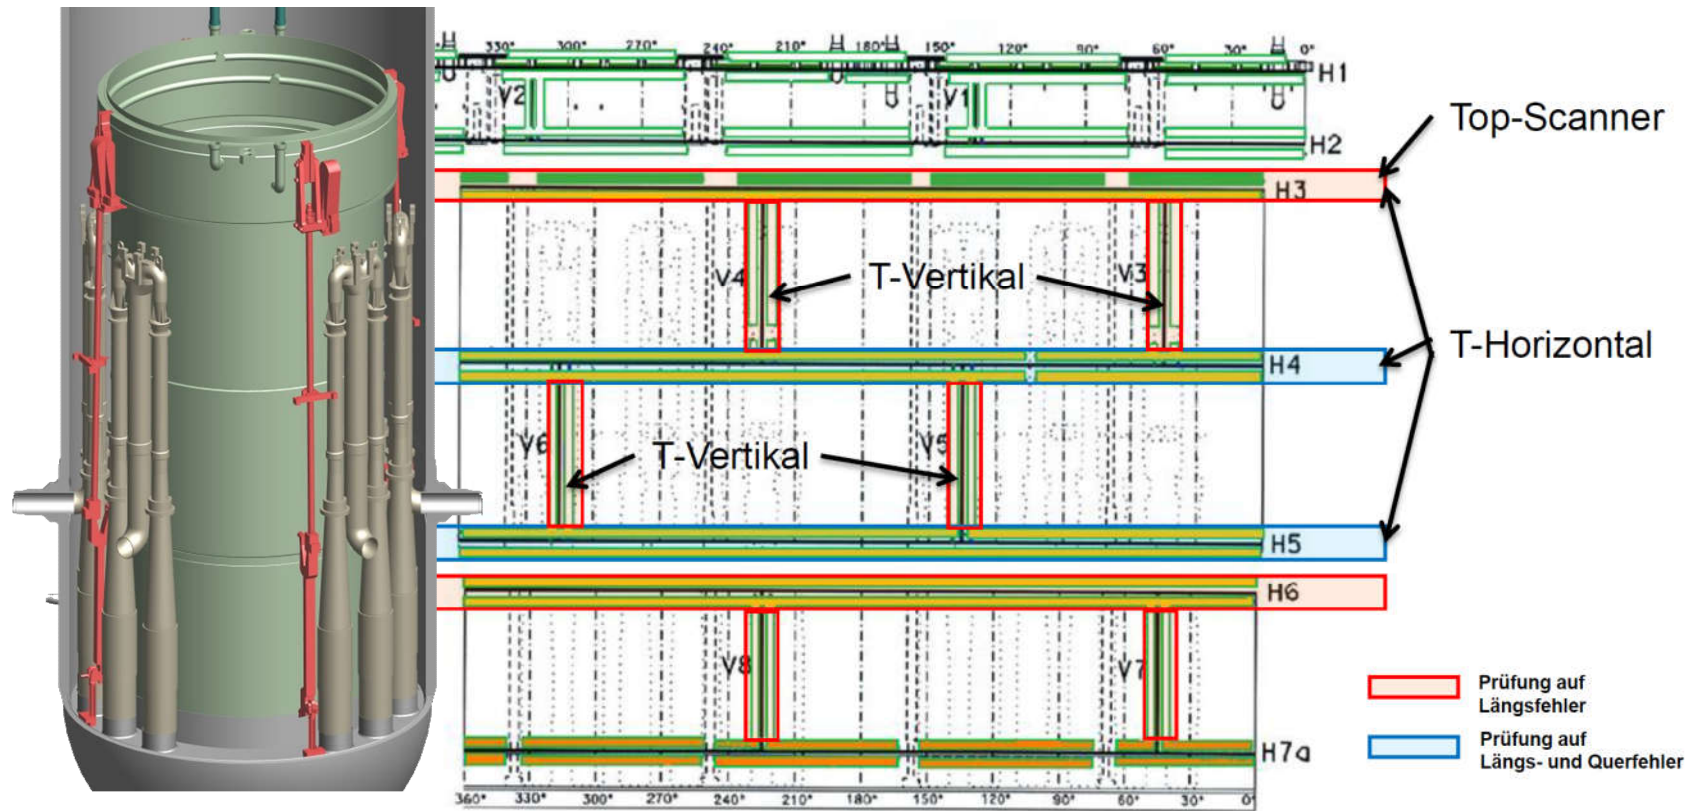 330° 300° 270° 240° 210° 180° 150° 120° 90° 60° 30° 0°
H1
V2 V1
H2
Top-Scanner
H3
V4 T-Vertikal V3
T-Horizontal
H4
V6 T-Vertikal V5
H5
H6
V8 V7
Prüfung auf
Längsfehler
Prüfung auf
Längs- und Querfehler
H7a
360° 330° 300° 270° 240° 210° 180° 150° 120° 90° 60° 30° 0°